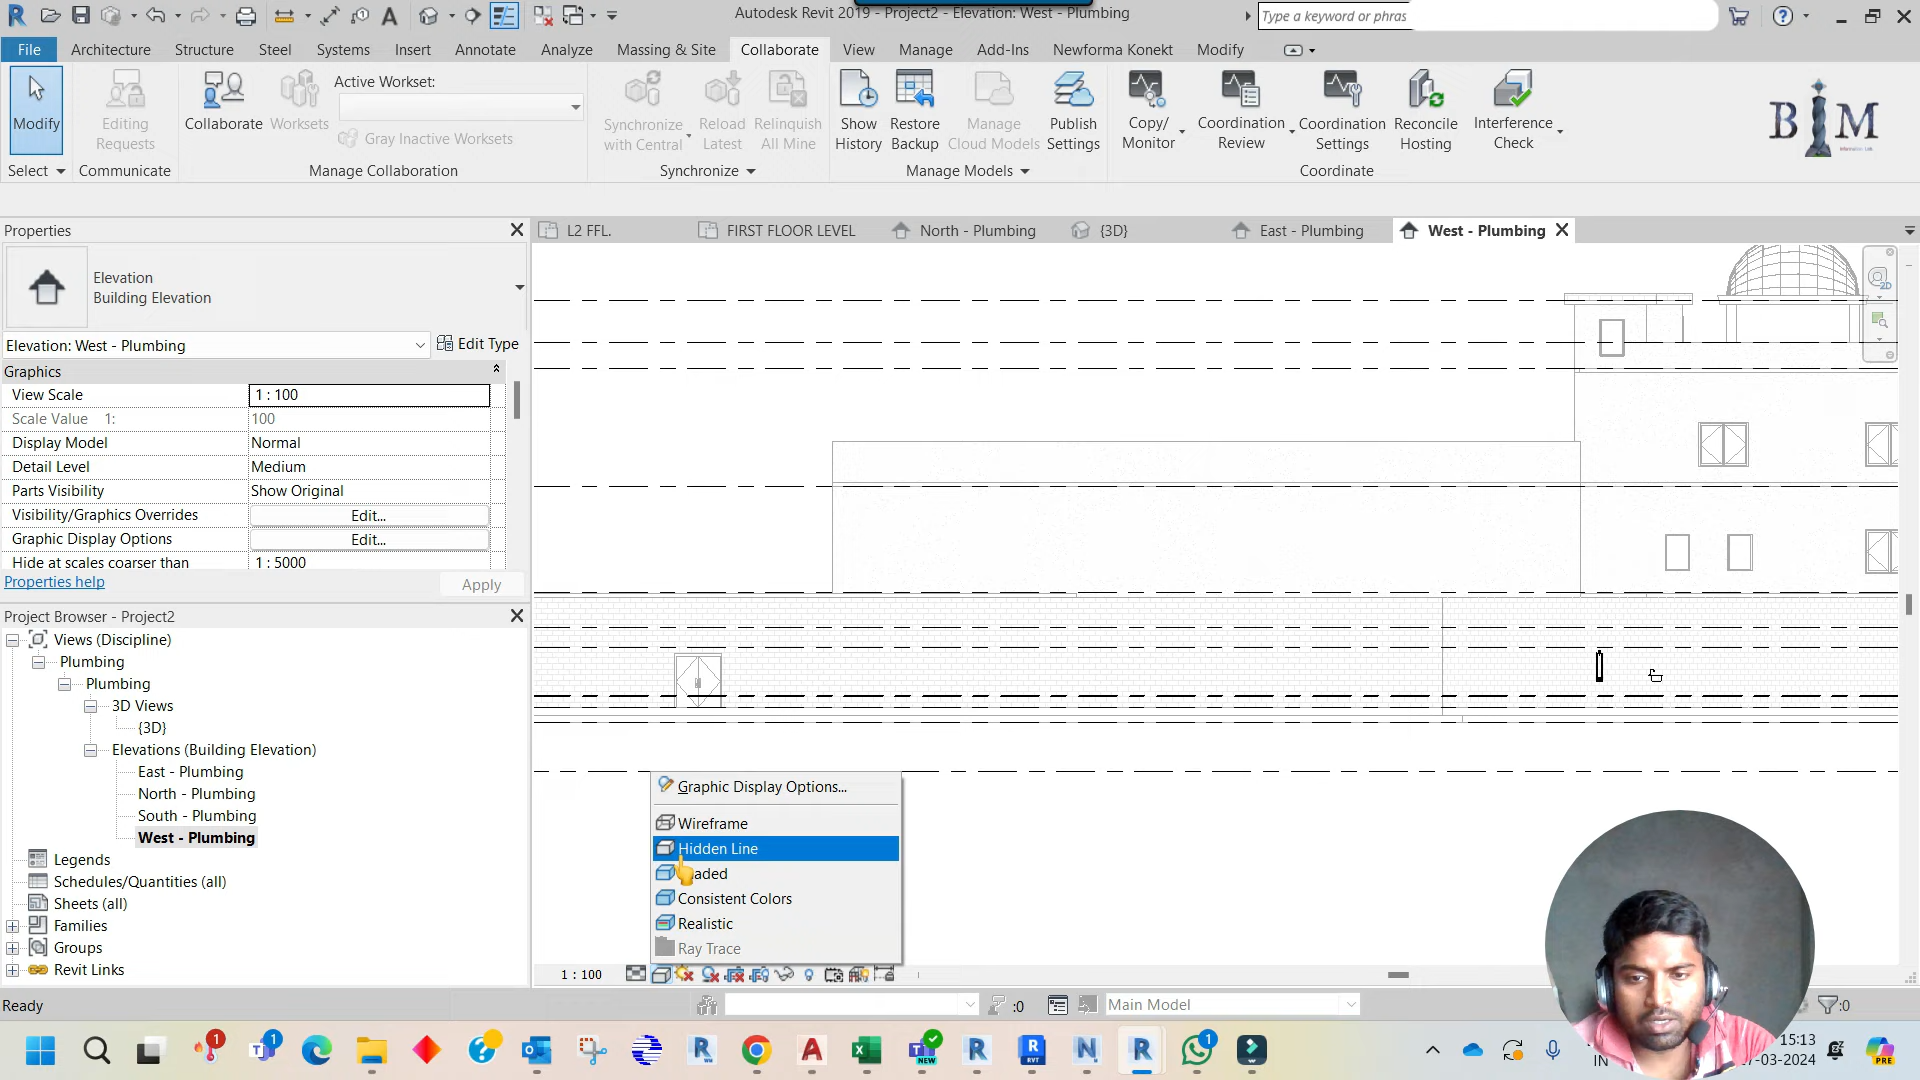 Autodesk Revit 2019 - Project2 - Elevation: West - Plumbing
Type a keyword or phras
File Architecture Structure Steel Systems Insert Annotate Analyze Massing & Site Collaborate View Manage Add-Ins Newforma Konekt Modify
Modify
Select
Editing Requests
Communicate
Collaborate
Worksets
Active Workset:
Gray Inactive Worksets
Manage Collaboration
Synchronize with Central
Reload Latest
Relinquish All Mine
Synchronize
Show History
Restore Backup
Manage Cloud Models
Publish Settings
Manage Models
Copy/ Monitor
Coordination Review
Coordination Settings
Reconcile Hosting
Interference Check
Coordinate
BIM
Properties
Elevation
Building Elevation
Elevation: West - Plumbing
Edit Type
Graphics
View Scale 1 : 100
Scale Value 1: 100
Display Model Normal
Detail Level Medium
Parts Visibility Show Original
Visibility/Graphics Overrides Edit...
Graphic Display Options Edit...
Hide at scales coarser than 1 : 5000
Properties help
Apply
Project Browser - Project2
Views (Discipline)
Plumbing
Plumbing
3D Views
{3D}
Elevations (Building Elevation)
East - Plumbing
North - Plumbing
South - Plumbing
West - Plumbing
Legends
Schedules/Quantities (all)
Sheets (all)
Families
Groups
Revit Links
L2 FFL. FIRST FLOOR LEVEL North - Plumbing {3D} East - Plumbing West - Plumbing
2D
Graphic Display Options...
Wireframe
Hidden Line
aded
Consistent Colors
Realistic
Ray Trace
1 : 100
Ready
:0
Main Model
:0
1
1
NEW
RVT
1
IN
15:13
-03-2024
PRE